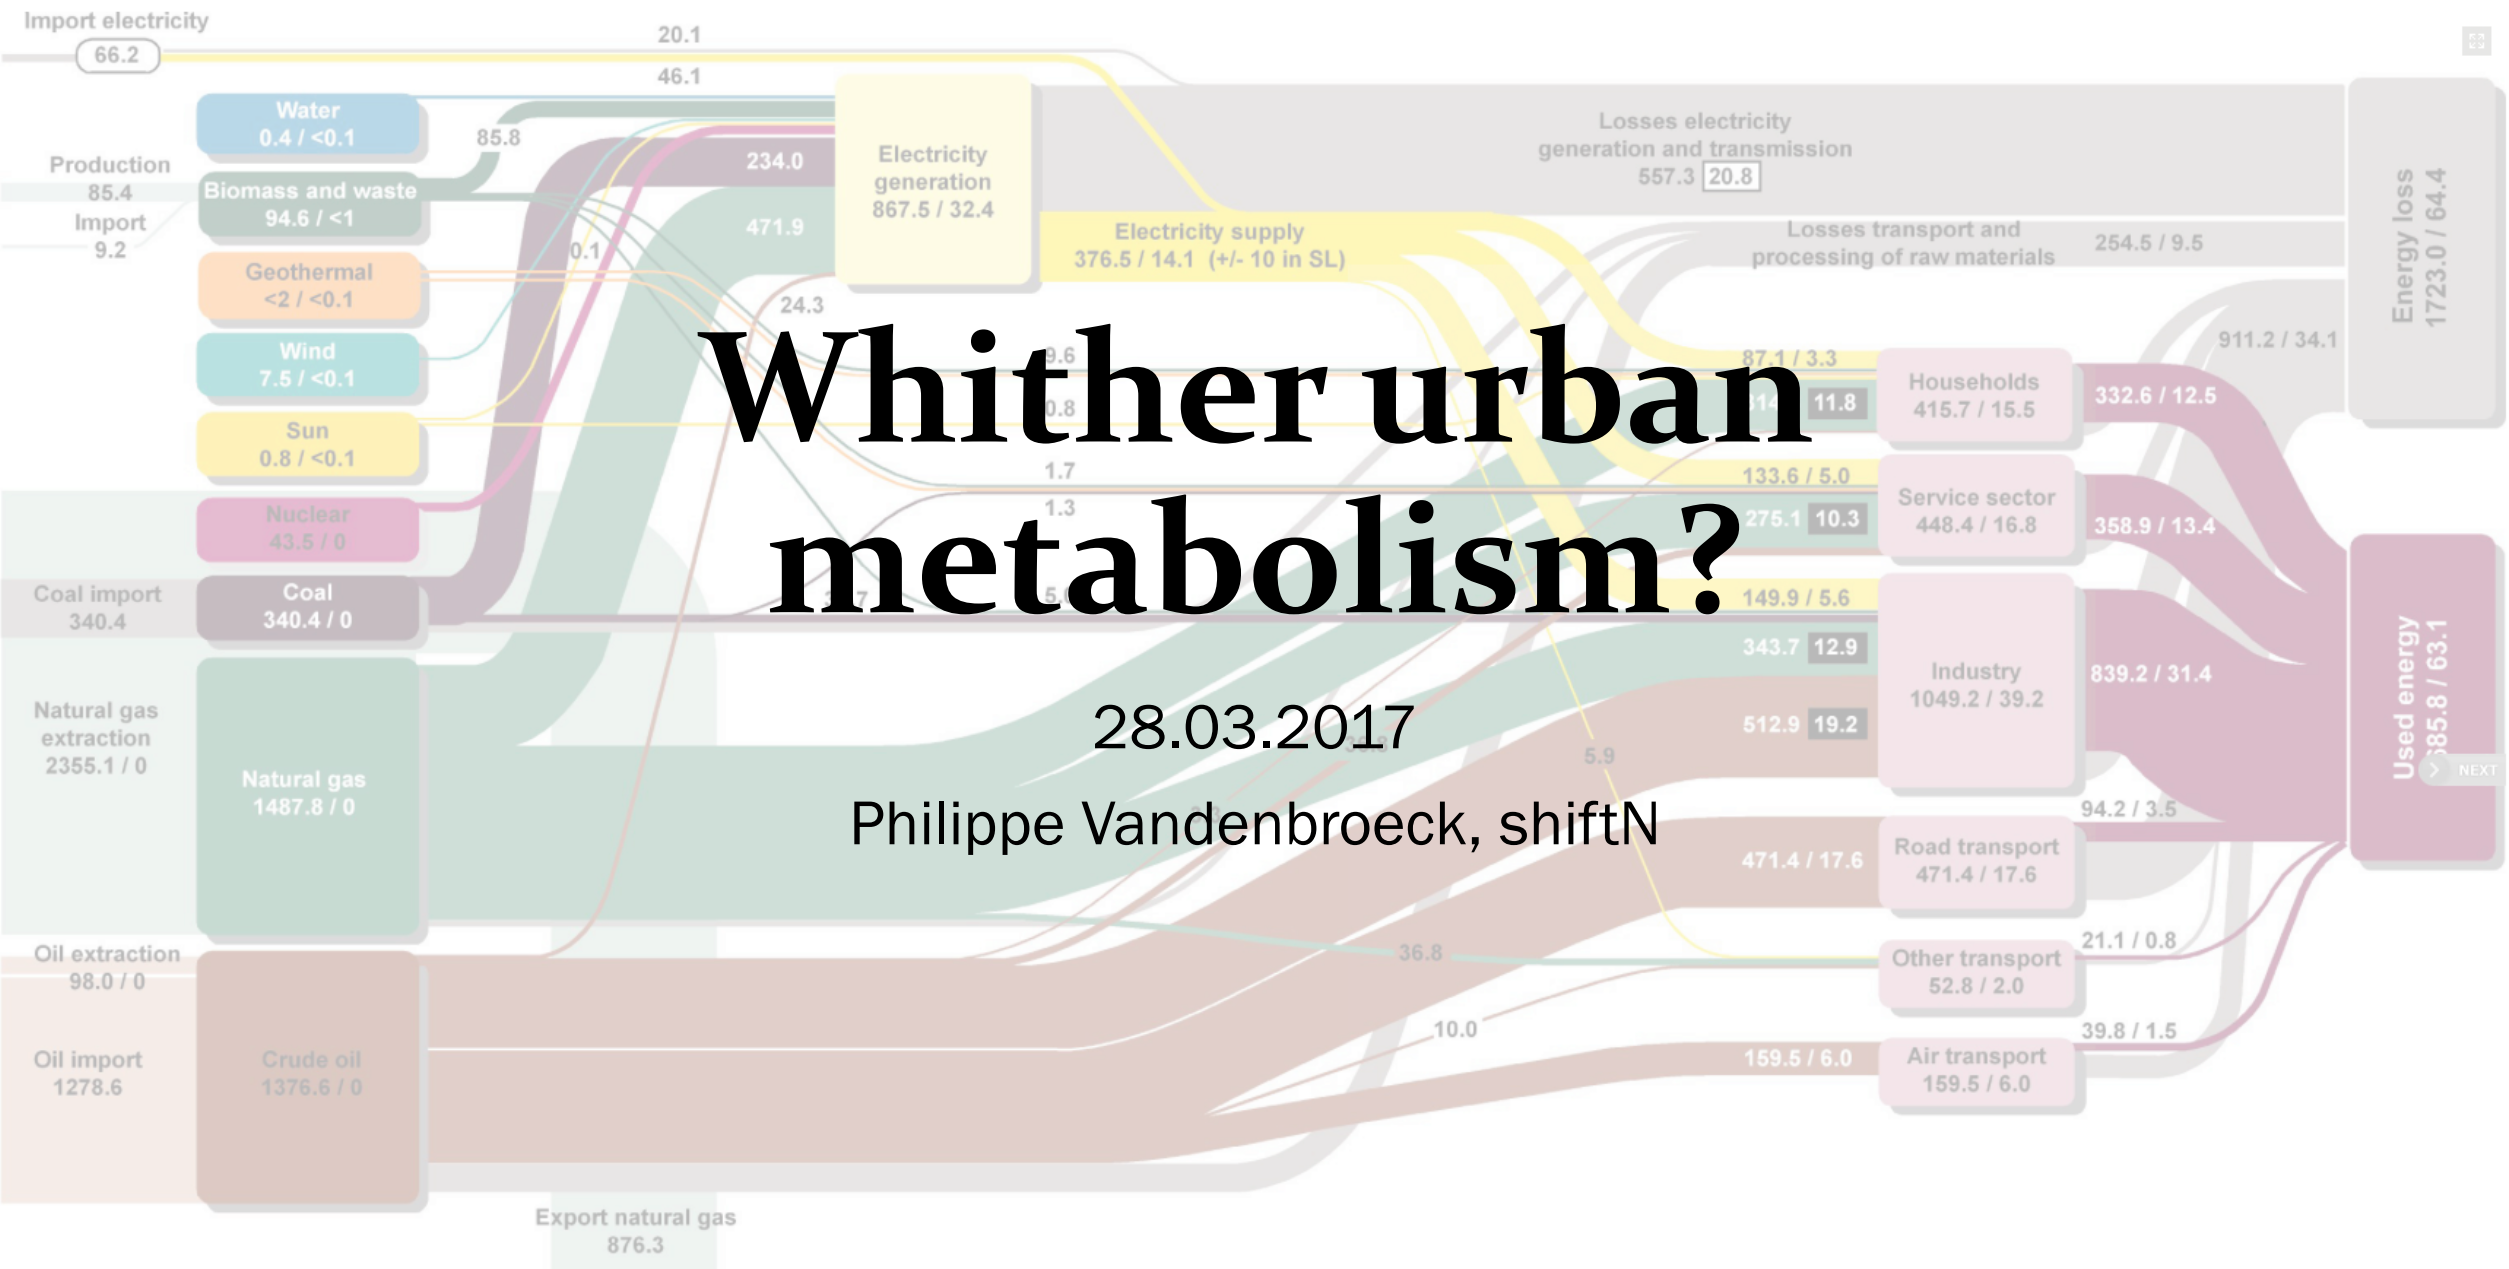 Import electricity
66.2
20.1
46.1
Water
0.4 / <0.1
Production
85.4
Import
9.2
Biomass and waste
94.6 / <1
85.8
Geothermal
<2 / <0.1
0.1
Wind
7.5 / <0.1
Sun
0.8 / <0.1
Nuclear
43.5 / 0
Coal import
340.4
Coal
340.4 / 0
Natural gas
extraction
2355.1 / 0
Natural gas
1487.8 / 0
Oil extraction
98.0 / 0
Oil import
1278.6
Crude oil
1376.6 / 0
Export natural gas
876.3
234.0
471.9
24.3
Electricity
generation
867.5 / 32.4
Electricity supply
376.5 / 14.1 (+/- 10 in SL)
Losses electricity
generation and transmission
557.3 20.8
Losses transport and
processing of raw materials
254.5 / 9.5
911.2 / 34.1
Energy loss
1723.0 / 64.4
Whither urban
metabolism?
28.03.2017
Philippe Vandenbroeck, shiftN
9.6
0.8
1.7
1.3
36.8
10.0
5.9
87.1 / 3.3
11.8
133.6 / 5.0
275.1 10.3
149.9 / 5.6
343.7 12.9
512.9 19.2
471.4 / 17.6
159.5 / 6.0
Households
415.7 / 15.5
Service sector
448.4 / 16.8
Industry
1049.2 / 39.2
Road transport
471.4 / 17.6
Other transport
52.8 / 2.0
Air transport
159.5 / 6.0
332.6 / 12.5
358.9 / 13.4
839.2 / 31.4
94.2 / 3.5
21.1 / 0.8
39.8 / 1.5
Used energy
/ 63.1
NEXT